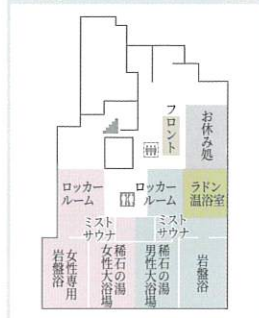 フロント
お休み処
ロッカー
ルーム
ロッカー
ルーム
ラドン
温浴室
ミスト
サウナ
ミスト
サウナ
女性専用
岩盤浴
稀石の湯
女性大浴場
稀石の湯
男性大浴場
岩盤浴